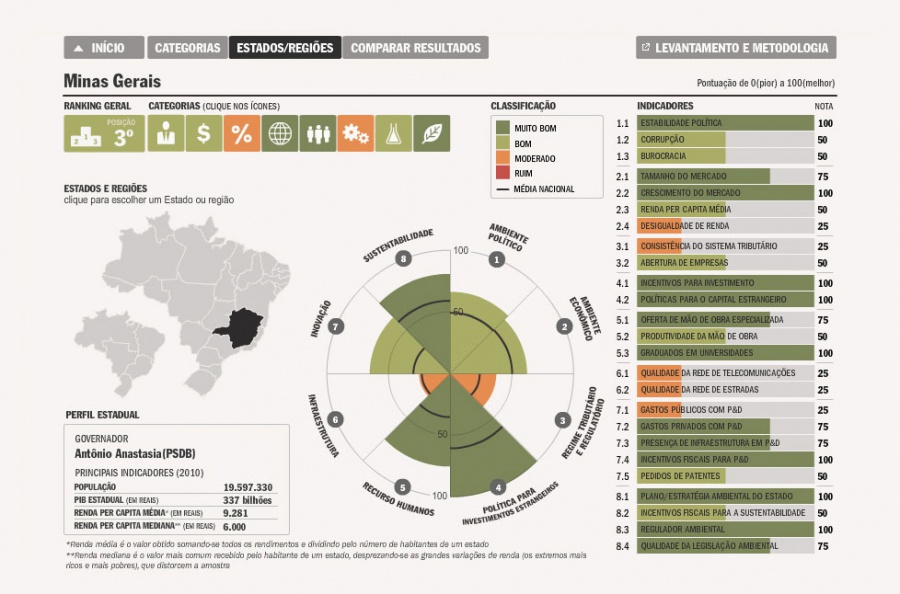 INÍCIO
CATEGORIAS
ESTADOS/REGIÕES
COMPARAR RESULTADOS
LEVANTAMENTO E METODOLOGIA
Minas Gerais
Pontuação de 0(pior) a 100(melhor)
RANKING GERAL
POSIÇÃO
3º
1
2
3
CATEGORIAS (CLIQUE NOS ÍCONES)
$
%
CLASSIFICAÇÃO
MUITO BOM
BOM
MODERADO
RUIM
MÉDIA NACIONAL
ESTADOS E REGIÕES
clique para escolher um Estado ou região
100
50
50
100
AMBIENTE
POLÍTICO
1
AMBIENTE
ECONÔMICO
2
REGIME TRIBUTÁRIO
E REGULATÓRIO
3
POLÍTICA PARA
INVESTIMENTOS ESTRANGEIROS
4
RECURSO HUMANOS
5
INFRAESTRUTURA
6
INOVAÇÃO
7
SUSTENTABILIDADE
8
PERFIL ESTADUAL
GOVERNADOR
Antônio Anastasia(PSDB)
PRINCIPAIS INDICADORES (2010)
POPULAÇÃO 19.597.330
PIB ESTADUAL (EM REAIS) 337 bilhões
RENDA PER CAPITA MÉDIA* (EM REAIS) 9.281
RENDA PER CAPITA MEDIANA** (EM REAIS) 6.000
*Renda média é o valor obtido somando-se todos os rendimentos e dividindo pelo número de habitantes de um estado
**Renda mediana é o valor mais comum recebido pelo habitante de um estado, desprezando-se as grandes variações de renda (os extremos mais
ricos e mais pobres), que distorcem a amostra
INDICADORES NOTA
1.1 ESTABILIDADE POLÍTICA 100
1.2 CORRUPÇÃO 50
1.3 BUROCRACIA 50
2.1 TAMANHO DO MERCADO 75
2.2 CRESCIMENTO DO MERCADO 100
2.3 RENDA PER CAPITA MÉDIA 50
2.4 DESIGUALDADE DE RENDA 25
3.1 CONSISTÊNCIA DO SISTEMA TRIBUTÁRIO 25
3.2 ABERTURA DE EMPRESAS 50
4.1 INCENTIVOS PARA INVESTIMENTO 100
4.2 POLÍTICAS PARA O CAPITAL ESTRANGEIRO 100
5.1 OFERTA DE MÃO DE OBRA ESPECIALIZADA 75
5.2 PRODUTIVIDADE DA MÃO DE OBRA 50
5.3 GRADUADOS EM UNIVERSIDADES 100
6.1 QUALIDADE DA REDE DE TELECOMUNICAÇÕES 25
6.2 QUALIDADE DA REDE DE ESTRADAS 25
7.1 GASTOS PÚBLICOS COM P&D 25
7.2 GASTOS PRIVADOS COM P&D 75
7.3 PRESENÇA DE INFRAESTRUTURA EM P&D 75
7.4 INCENTIVOS FISCAIS PARA P&D 100
7.5 PEDIDOS DE PATENTES 50
8.1 PLANO/ESTRATÉGIA AMBIENTAL DO ESTADO 100
8.2 INCENTIVOS FISCAIS PARA A SUSTENTABILIDADE 50
8.3 REGULADOR AMBIENTAL 100
8.4 QUALIDADE DA LEGISLAÇÃO AMBIENTAL 75